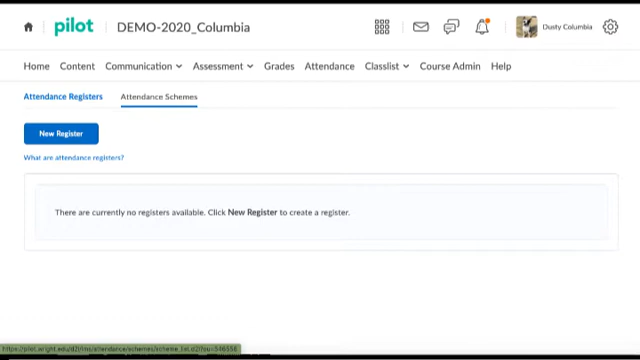 pilot DEMO-2020_Columbia Dusty Columbia
Home Content Communication Assessment Grades Attendance Classlist Course Admin Help
Attendance Registers Attendance Schemes
New Register
What are attendance registers?
There are currently no registers available. Click New Register to create a register.